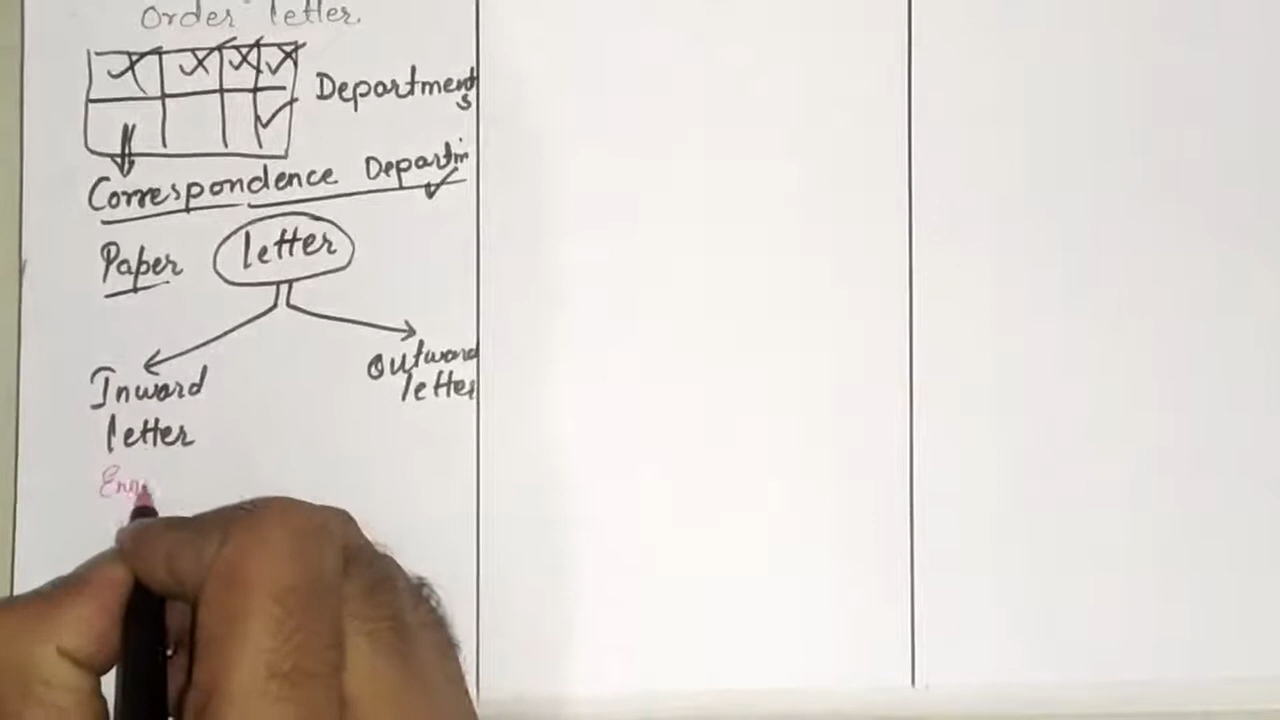 Order letter.
Departments
Correspondence Departm
Paper letter
Inward letter
Outward letter